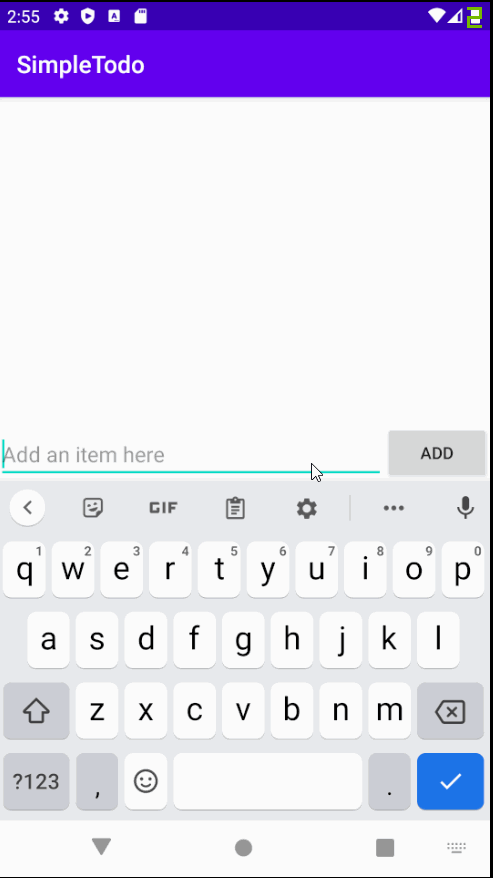 2:55
SimpleTodo
Add an item here ADD
GIF
1 2 3 4 5 6 7 8 9 0
q w e r t y u i o p
a s d f g h j k l
z x c v b n m
?123 , .